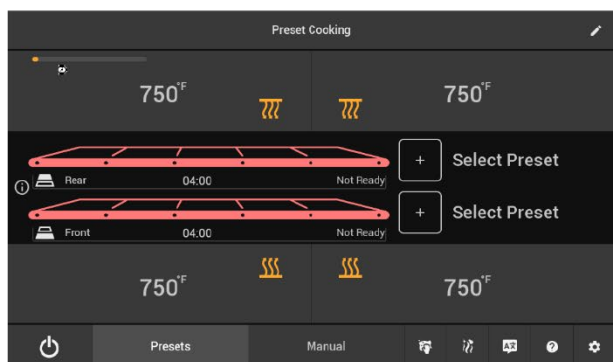 Preset Cooking
750°F
750°F
Select Preset
Rear 04:00 Not Ready
Select Preset
Front 04:00 Not Ready
750°F
750°F
Presets
Manual